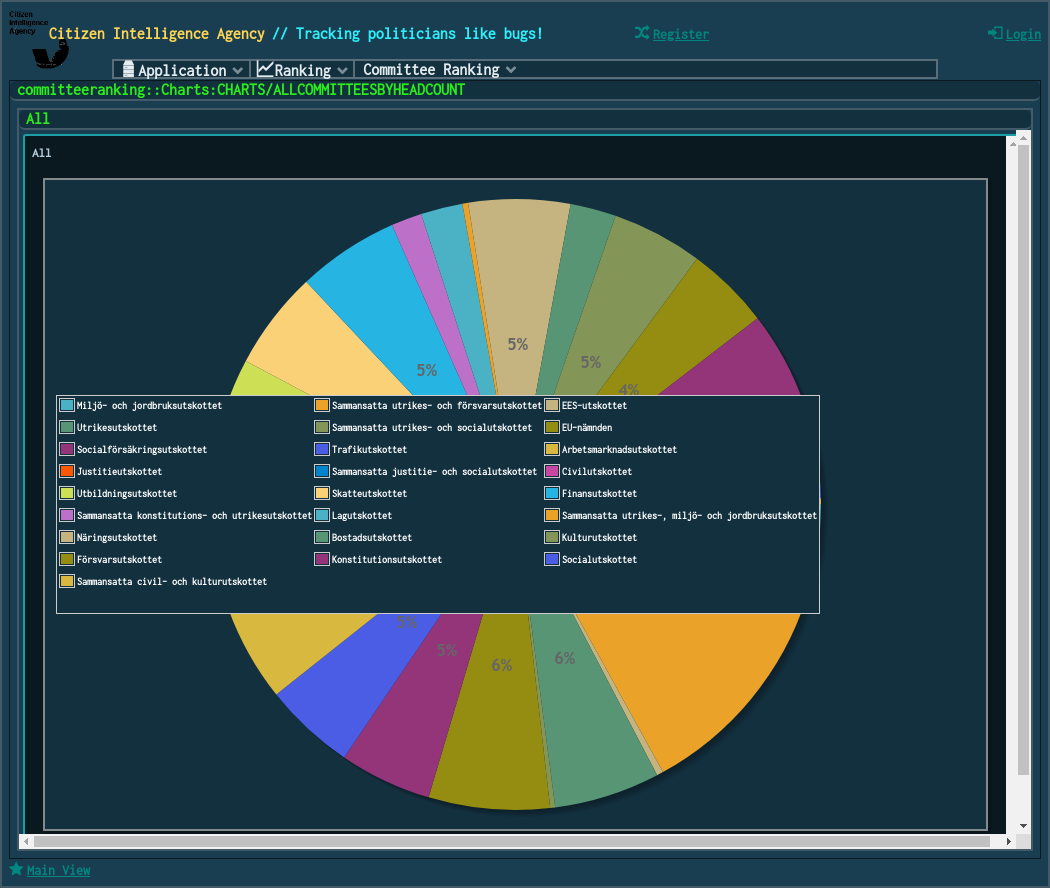 Citizen
Intelligence
Agency
Citizen Intelligence Agency // Tracking politicians like bugs!
Register
Login
Application
Ranking
Committee Ranking
committeeranking::Charts:CHARTS/ALLCOMMITTEESBYHEADCOUNT
All
All
5%
5%
5%
4%
Miljö- och jordbruksutskottet
Sammansatta utrikes- och försvarsutskottet
EES-utskottet
Utrikesutskottet
Sammansatta utrikes- och socialutskottet
EU-nämnden
Socialförsäkringsutskottet
Trafikutskottet
Arbetsmarknadsutskottet
Justitieutskottet
Sammansatta justitie- och socialutskottet
Civilutskottet
Utbildningsutskottet
Skatteutskottet
Finansutskottet
Sammansatta konstitutions- och utrikesutskottet
Lagutskottet
Sammansatta utrikes-, miljö- och jordbruksutskottet
Näringsutskottet
Bostadsutskottet
Kulturutskottet
Försvarsutskottet
Konstitutionsutskottet
Socialutskottet
Sammansatta civil- och kulturutskottet
5%
5%
6%
6%
Main View